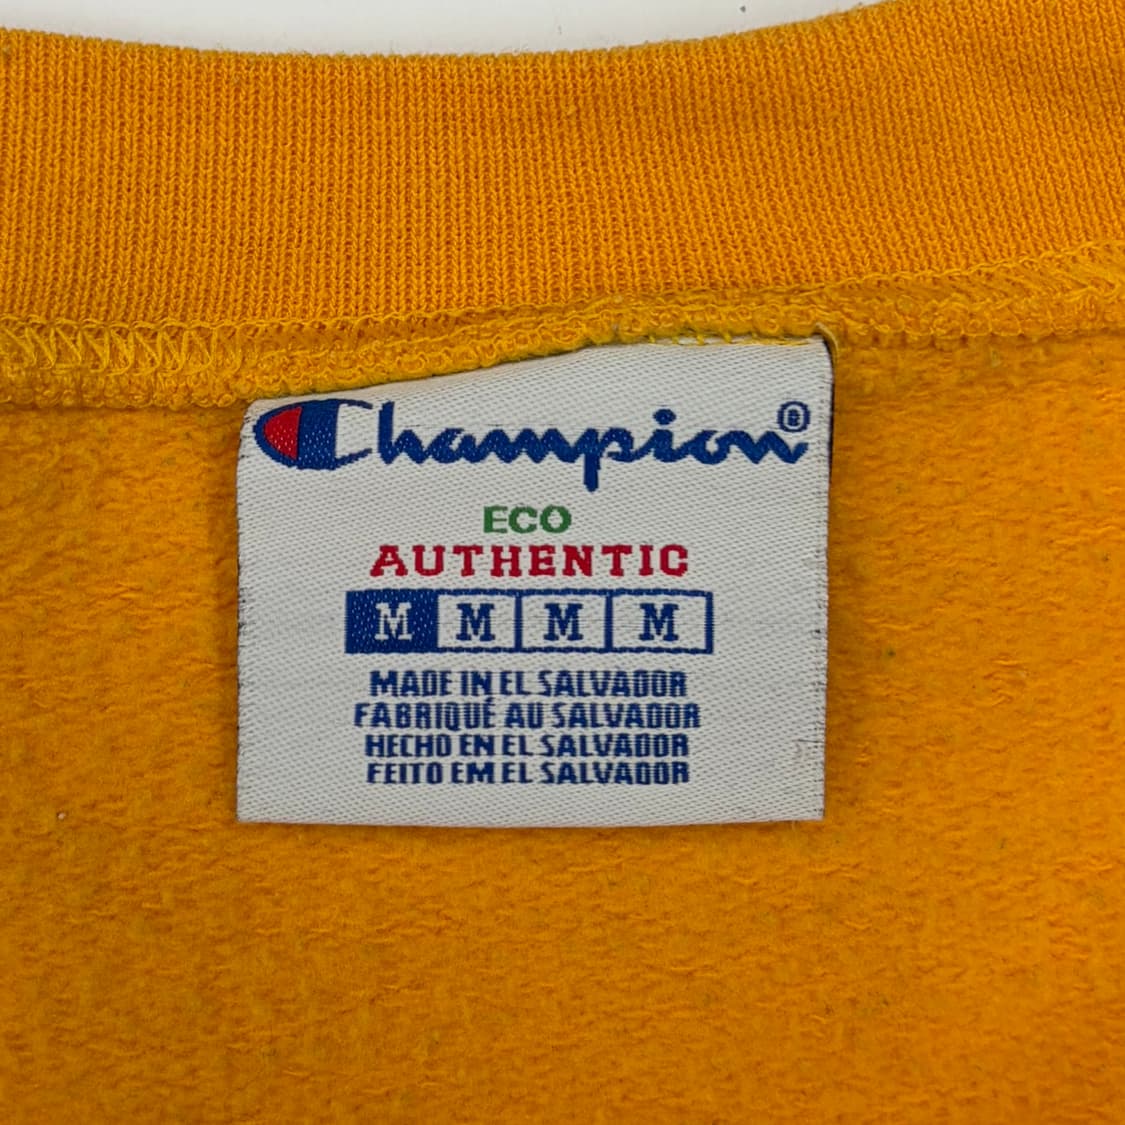 Champion®
ECO
AUTHENTIC
M M M M
MADE IN EL SALVADOR
FABRIQUÉ AU SALVADOR
HECHO EN EL SALVADOR
FEITO EM EL SALVADOR